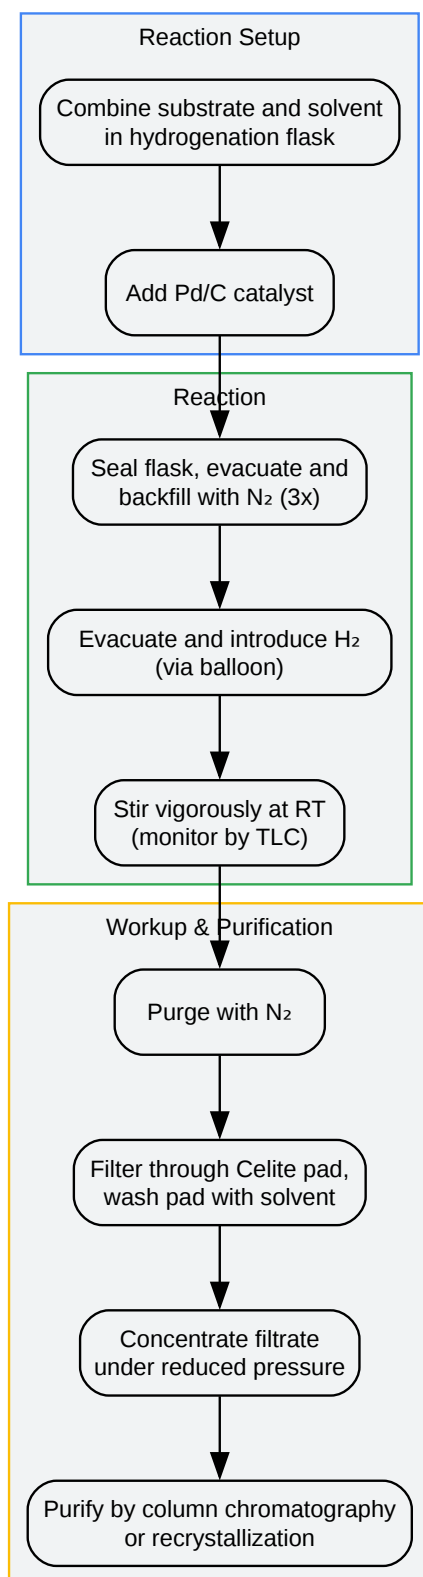 Reaction Setup
Combine substrate and solvent
in hydrogenation flask
Add Pd/C catalyst
Reaction
Seal flask, evacuate and
backfill with N₂ (3x)
Evacuate and introduce H₂
(via balloon)
Stir vigorously at RT
(monitor by TLC)
Workup & Purification
Purge with N₂
Filter through Celite pad,
wash pad with solvent
Concentrate filtrate
under reduced pressure
Purify by column chromatography
or recrystallization